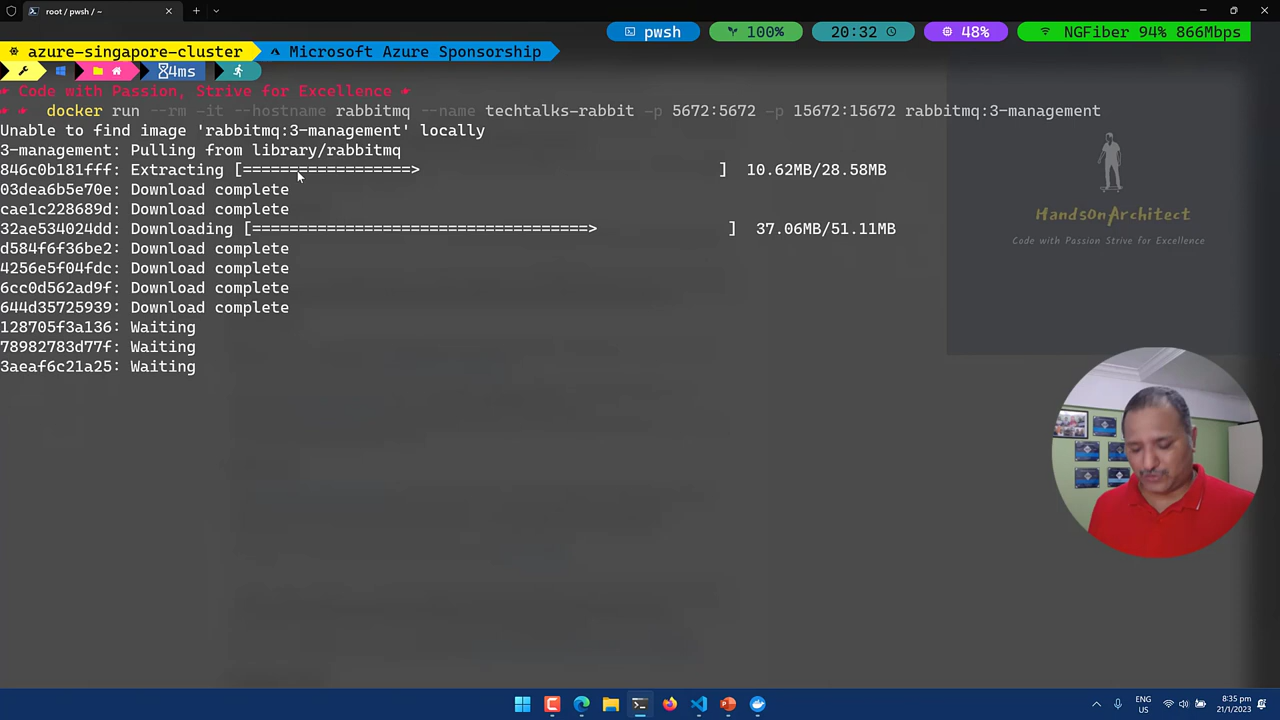 root / pwsh / ~
pwsh 100% 20:32 48% NGFiber 94% 866Mbps
azure-singapore-cluster Microsoft Azure Sponsorship
4ms
Code with Passion, Strive for Excellence
docker run --rm -it --hostname rabbitmq --name techtalks-rabbit -p 5672:5672 -p 15672:15672 rabbitmq:3-management
Unable to find image 'rabbitmq:3-management' locally
3-management: Pulling from library/rabbitmq
846c0b181fff: Extracting [==================> ] 10.62MB/28.58MB
03dea6b5e70e: Download complete
cae1c228689d: Download complete
32ae534024dd: Downloading [====================================> ] 37.06MB/51.11MB
d584f6f36be2: Download complete
4256e5f04fdc: Download complete
6cc0d562ad9f: Download complete
644d35725939: Download complete
128705f3a136: Waiting
78982783d77f: Waiting
3aeaf6c21a25: Waiting
HandsOnArchitect
Code with Passion Strive for Excellence
ENG
US
8:35 pm
21/1/2023